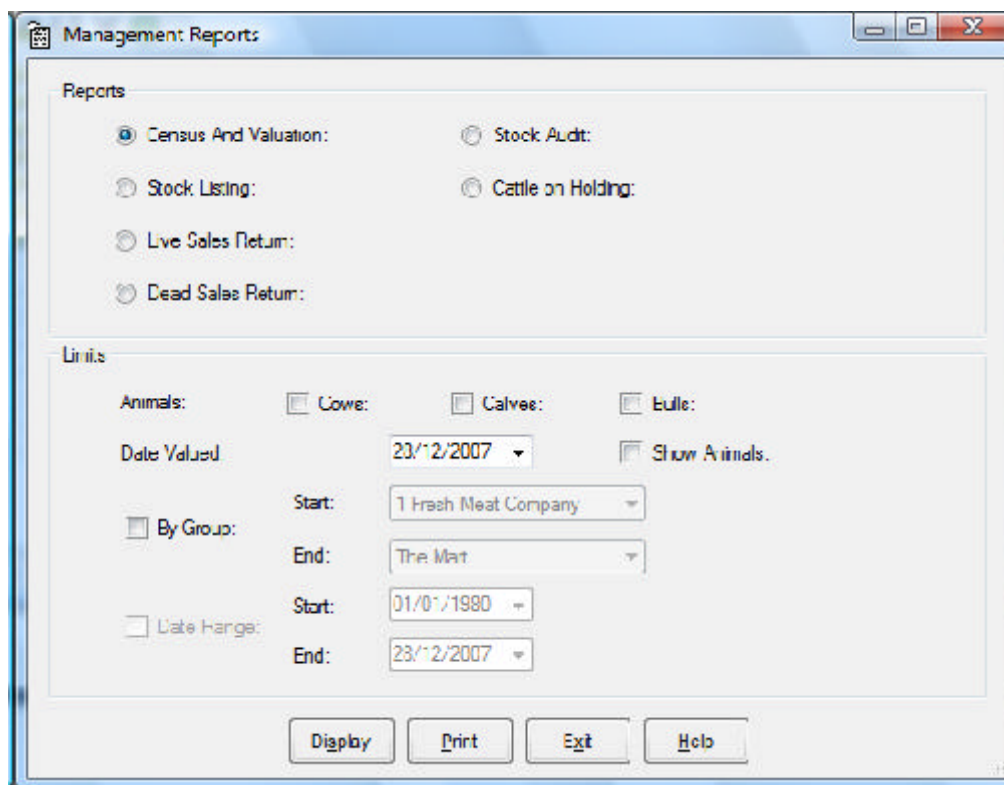 Management Reports
Reports
Census And Valuation: Stock Audit:
Stock Listing: Cattle on Holding:
Live Sales Return:
Dead Sales Return:
Limits
Animals: Cows: Calves: Bulls:
Date Valued 28/12/2007 Show Animals:
By Group: Start: 1 Fresh Meat Company
End: The Mart
Date Range: Start: 01/01/1980
End: 28/12/2007
Display Print Exit Help